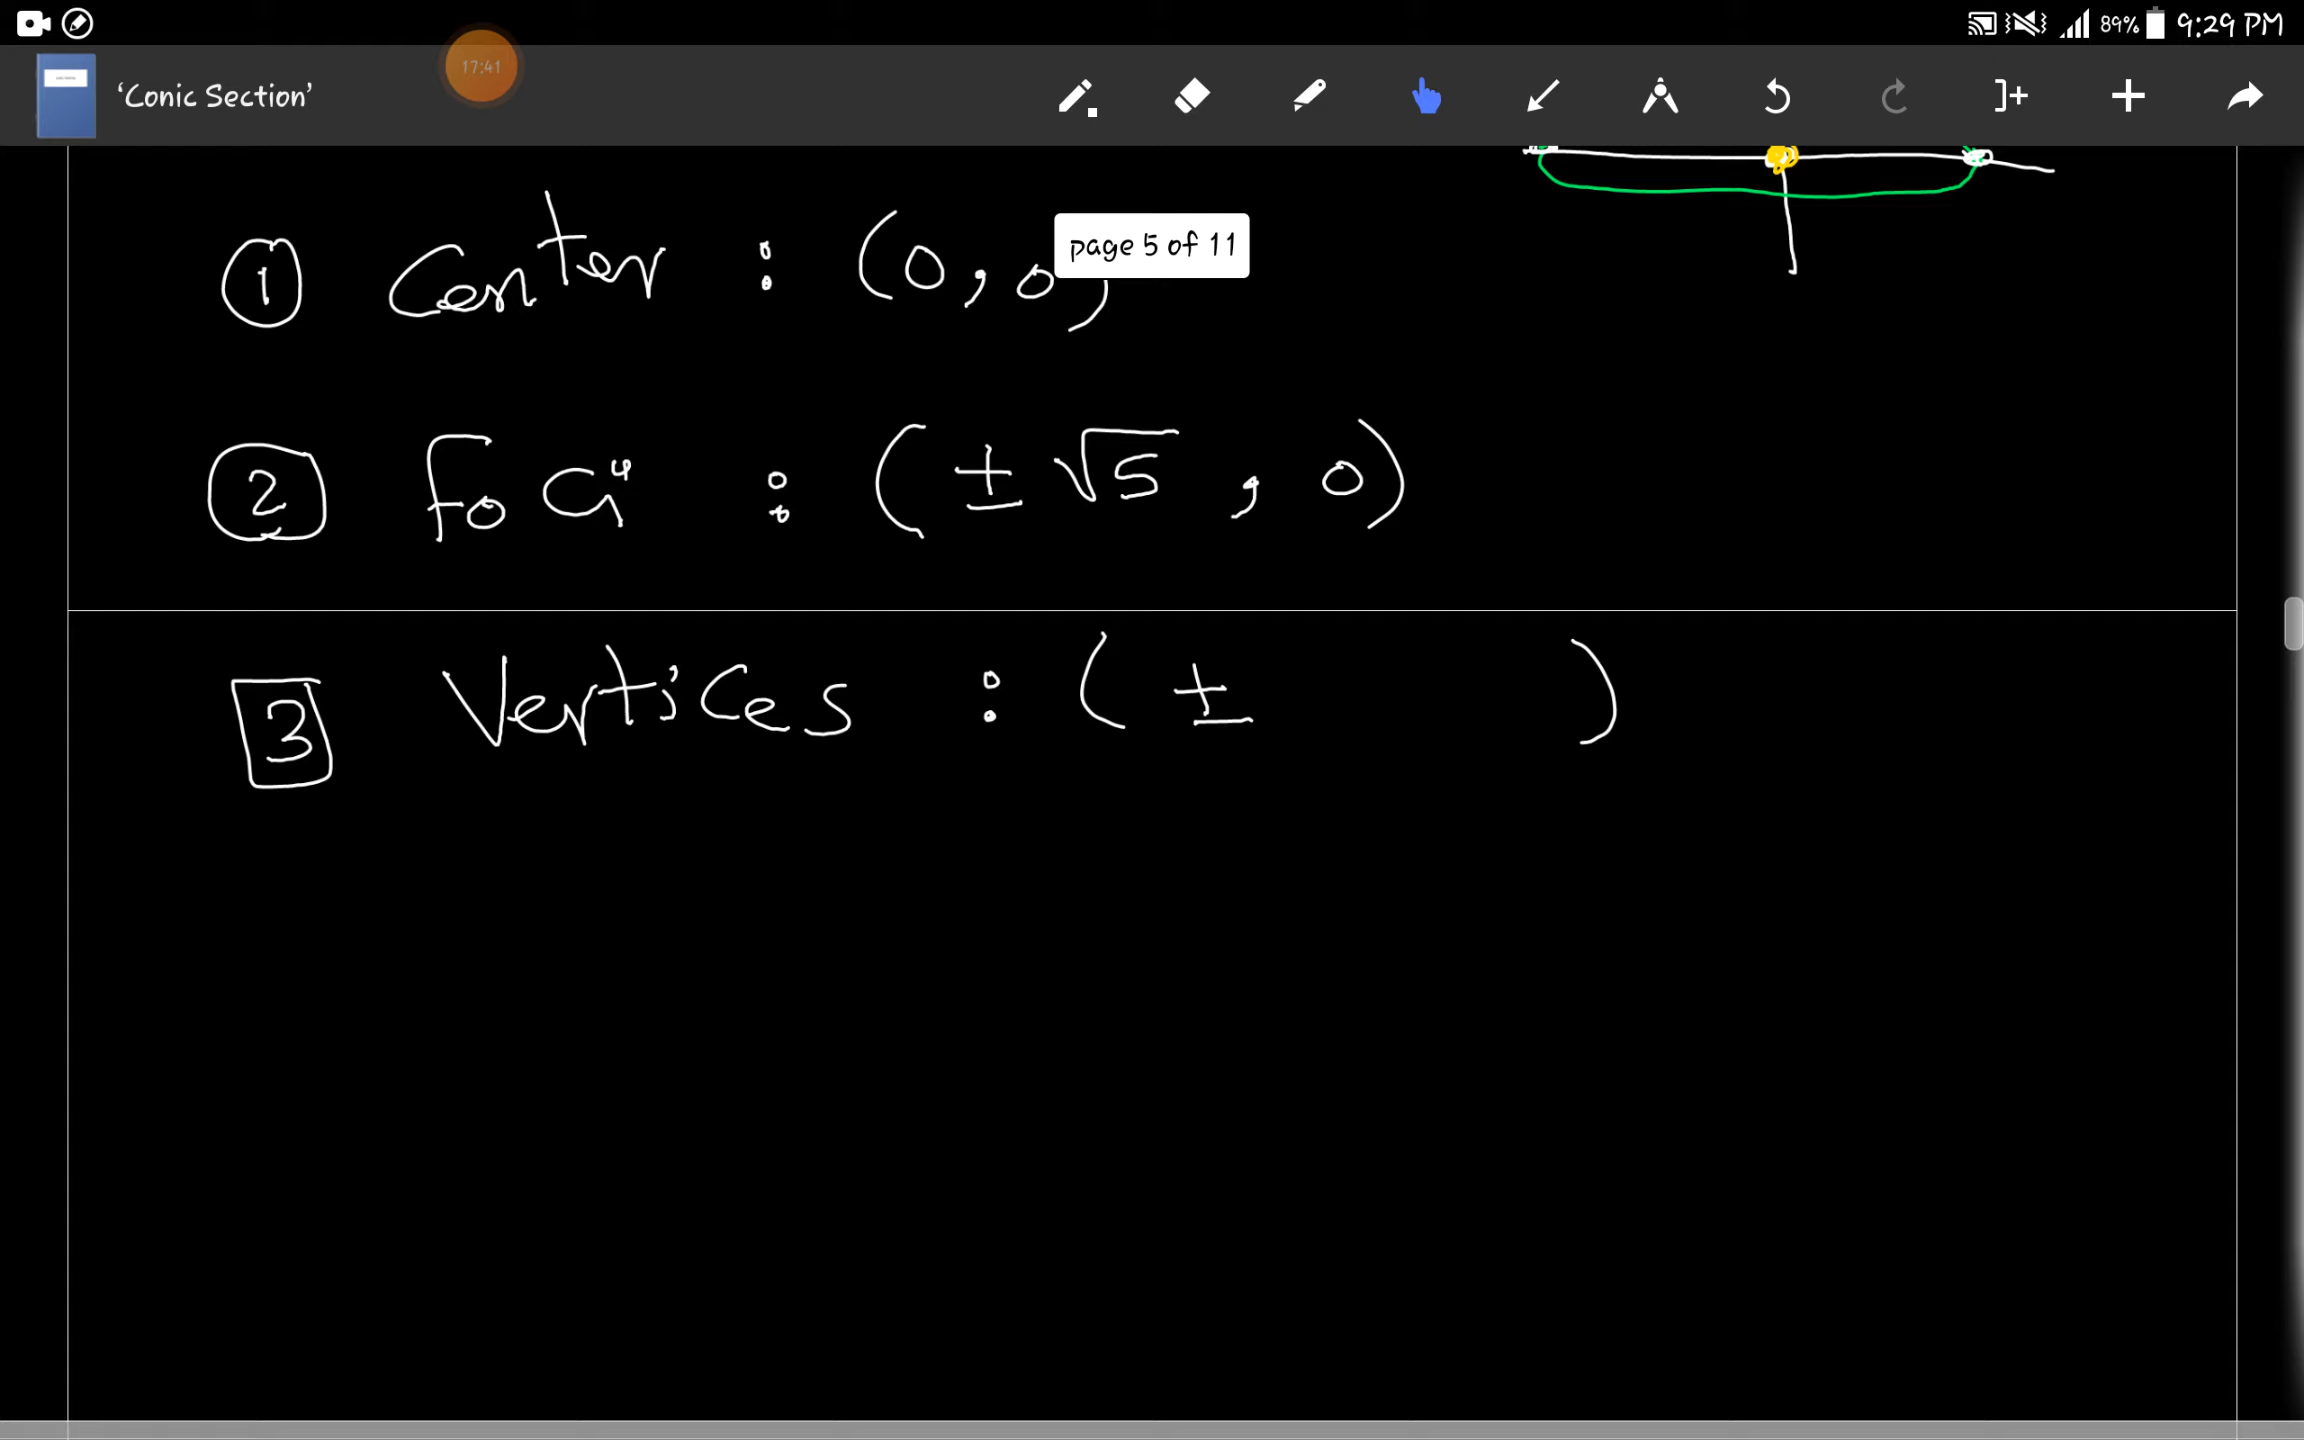 89% 9:29 PM
'Conic Section'
17:41
]+
page 5 of 11
① Center : (0, 0)
② Foci : (± √5 , 0)
3 Vertices : ( ± )